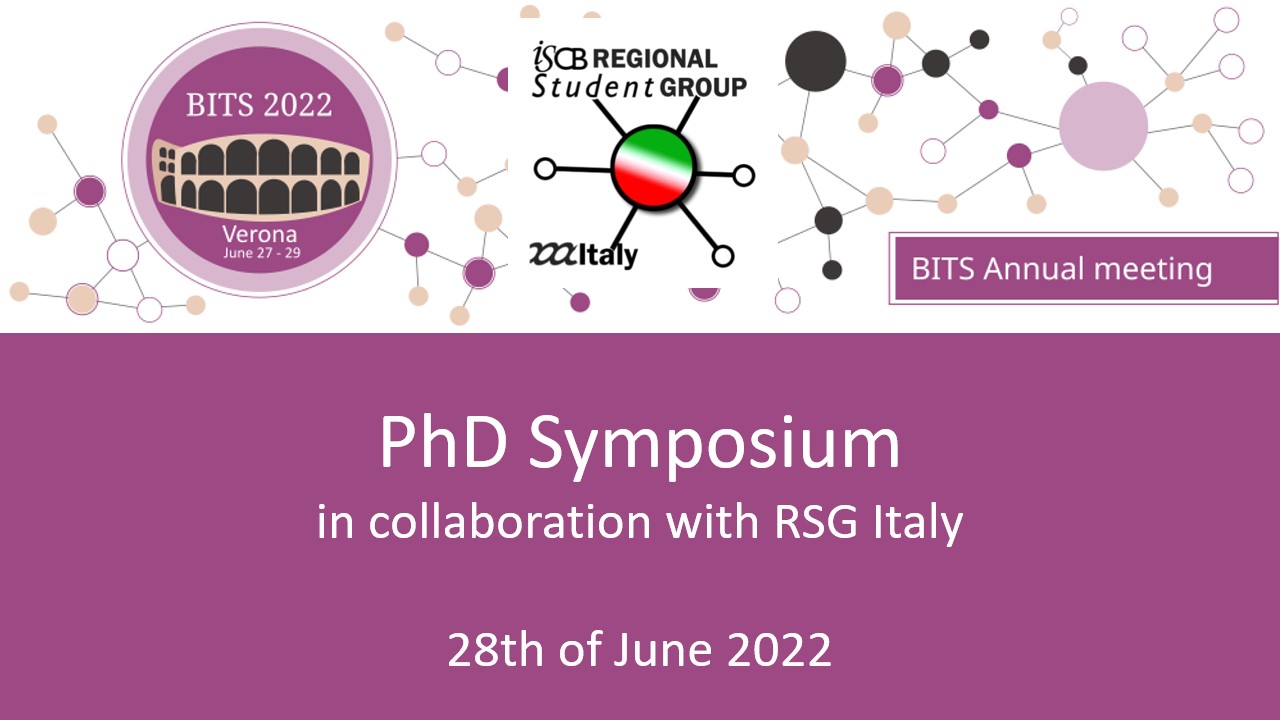 BITS 2022
Verona
June 27 - 29
iSCB REGIONAL
Student GROUP
Italy
BITS Annual meeting
PhD Symposium
in collaboration with RSG Italy
28th of June 2022